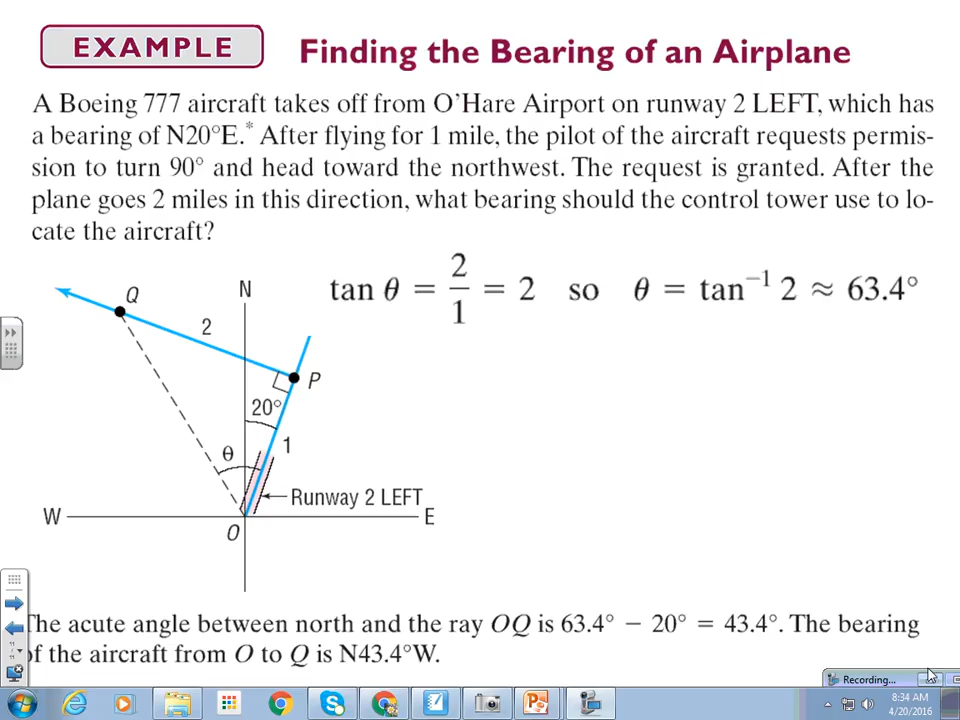 EXAMPLE Finding the Bearing of an Airplane
A Boeing 777 aircraft takes off from O'Hare Airport on runway 2 LEFT, which has
a bearing of N20°E.* After flying for 1 mile, the pilot of the aircraft requests permis-
sion to turn 90° and head toward the northwest. The request is granted. After the
plane goes 2 miles in this direction, what bearing should the control tower use to lo-
cate the aircraft?
tan θ = 2/1 = 2 so θ = tan⁻¹ 2 ≈ 63.4°
Q
N
2
P
20°
1
θ
Runway 2 LEFT
W
E
O
The acute angle between north and the ray OQ is 63.4° − 20° = 43.4°. The bearing
of the aircraft from O to Q is N43.4°W.
Recording...
8:34 AM
4/20/2016